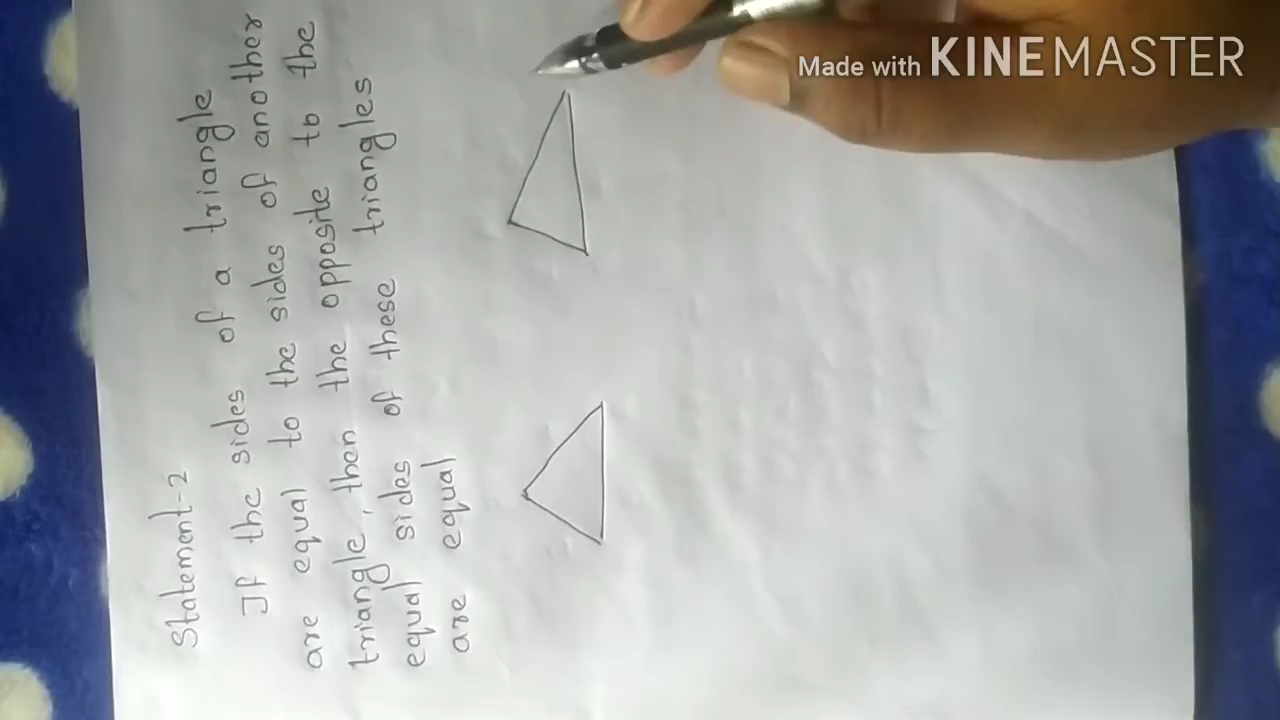 Statement-2
If the sides of a triangle
are equal to the sides of another
triangle, then the opposite to the
equal sides of these triangles
are equal
Made with KINEMASTER